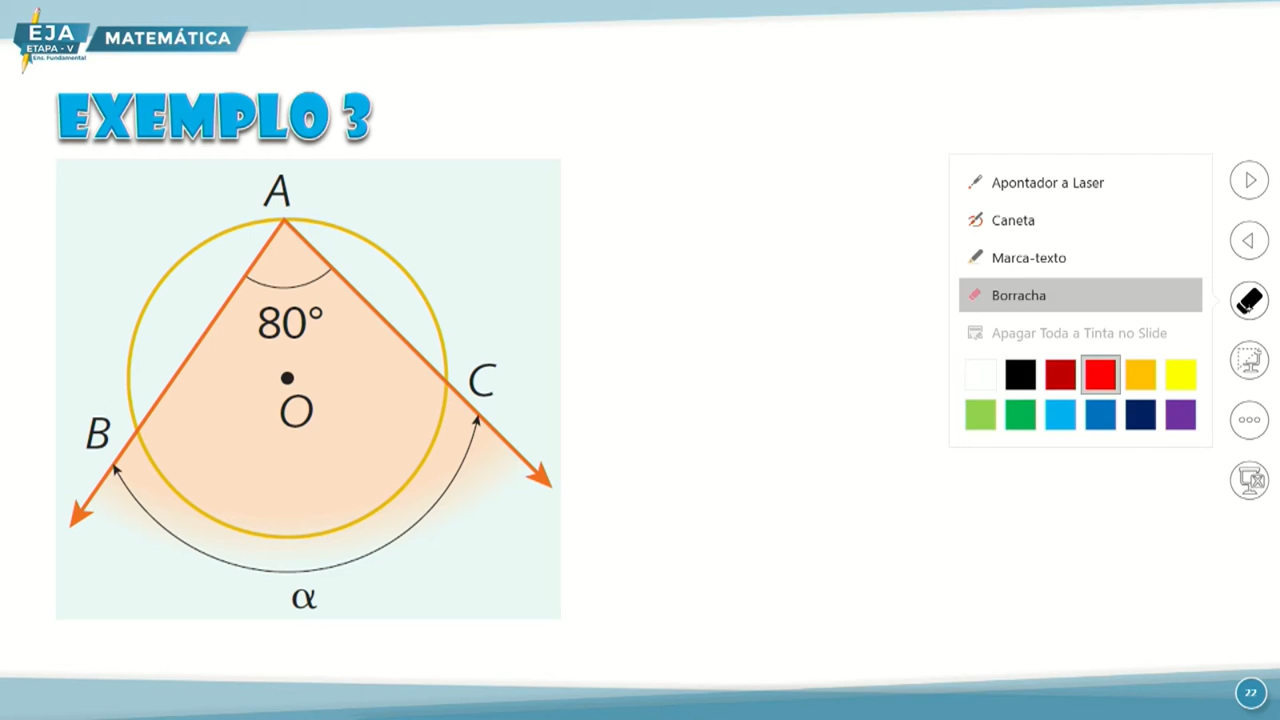 EJA
ETAPA - V
Ens. Fundamental
MATEMÁTICA
EXEMPLO 3
A
80°
O
B
C
α
Apontador a Laser
Caneta
Marca-texto
Borracha
Apagar Toda a Tinta no Slide
22